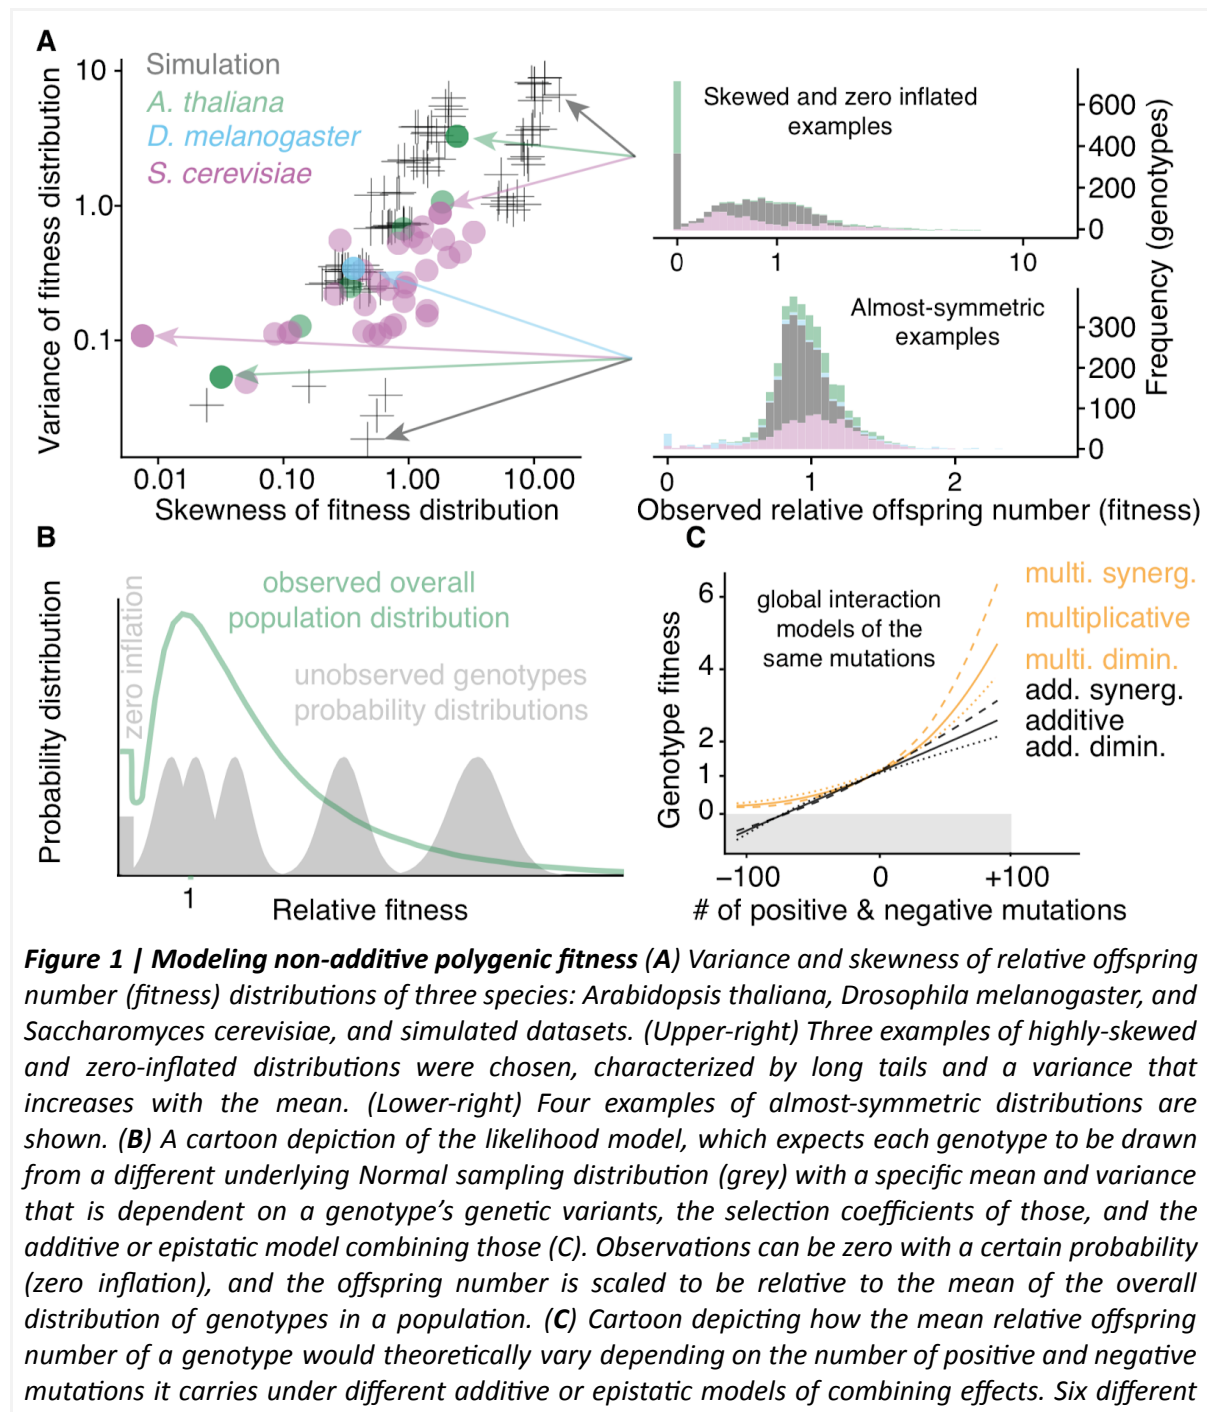 A
Simulation
A. thaliana
D. melanogaster
S. cerevisiae
Variance of fitness distribution
10
1.0
0.1
0.01 0.10 1.00 10.00
Skewness of fitness distribution
Skewed and zero inflated
examples
600
400
200
0
0 1 10
Almost-symmetric
examples
300
200
100
0
0 1 2
Frequency (genotypes)
Observed relative offspring number (fitness)
B
Probability distribution
zero inflation
observed overall
population distribution
unobserved genotypes
probability distributions
1
Relative fitness
C
Genotype fitness
6
4
2
1
0
global interaction
models of the
same mutations
multi. synerg.
multiplicative
multi. dimin.
add. synerg.
additive
add. dimin.
−100 0 +100
# of positive & negative mutations
Figure 1 | Modeling non-additive polygenic fitness (A) Variance and skewness of relative offspring
number (fitness) distributions of three species: Arabidopsis thaliana, Drosophila melanogaster, and
Saccharomyces cerevisiae, and simulated datasets. (Upper-right) Three examples of highly-skewed
and zero-inflated distributions were chosen, characterized by long tails and a variance that
increases with the mean. (Lower-right) Four examples of almost-symmetric distributions are
shown. (B) A cartoon depiction of the likelihood model, which expects each genotype to be drawn
from a different underlying Normal sampling distribution (grey) with a specific mean and variance
that is dependent on a genotype’s genetic variants, the selection coefficients of those, and the
additive or epistatic model combining those (C). Observations can be zero with a certain probability
(zero inflation), and the offspring number is scaled to be relative to the mean of the overall
distribution of genotypes in a population. (C) Cartoon depicting how the mean relative offspring
number of a genotype would theoretically vary depending on the number of positive and negative
mutations it carries under different additive or epistatic models of combining effects. Six different